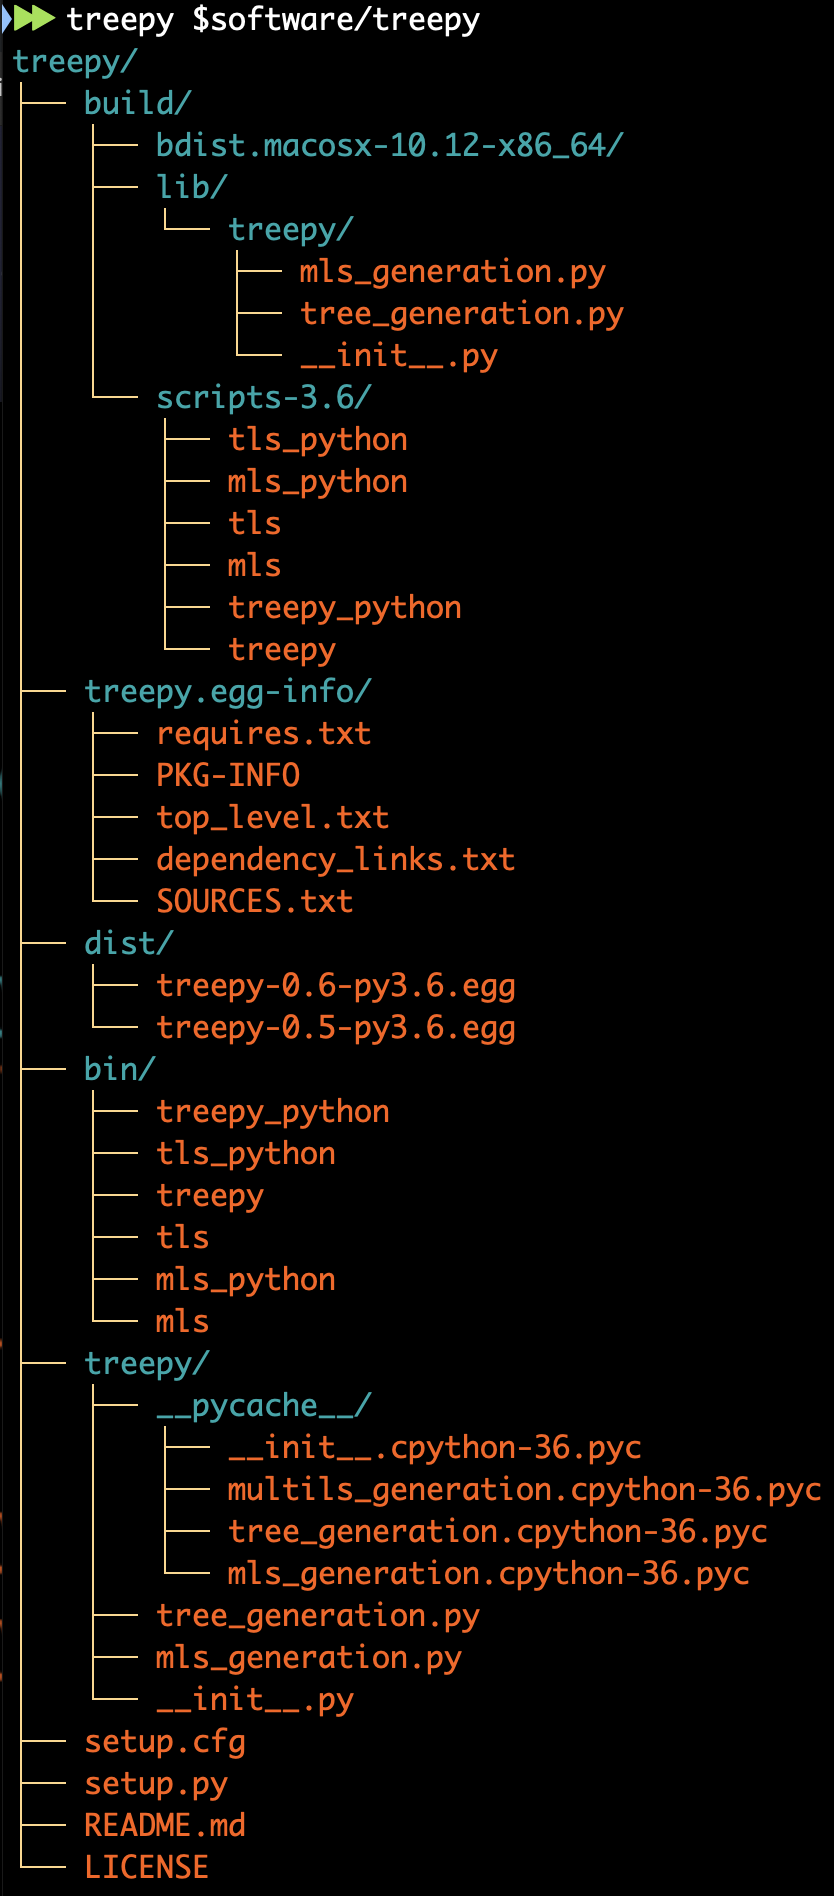 treepy $software/treepy
treepy/
build/
bdist.macosx-10.12-x86_64/
lib/
treepy/
mls_generation.py
tree_generation.py
__init__.py
scripts-3.6/
tls_python
mls_python
tls
mls
treepy_python
treepy
treepy.egg-info/
requires.txt
PKG-INFO
top_level.txt
dependency_links.txt
SOURCES.txt
dist/
treepy-0.6-py3.6.egg
treepy-0.5-py3.6.egg
bin/
treepy_python
tls_python
treepy
tls
mls_python
mls
treepy/
__pycache__/
__init__.cpython-36.pyc
multils_generation.cpython-36.pyc
tree_generation.cpython-36.pyc
mls_generation.cpython-36.pyc
tree_generation.py
mls_generation.py
__init__.py
setup.cfg
setup.py
README.md
LICENSE